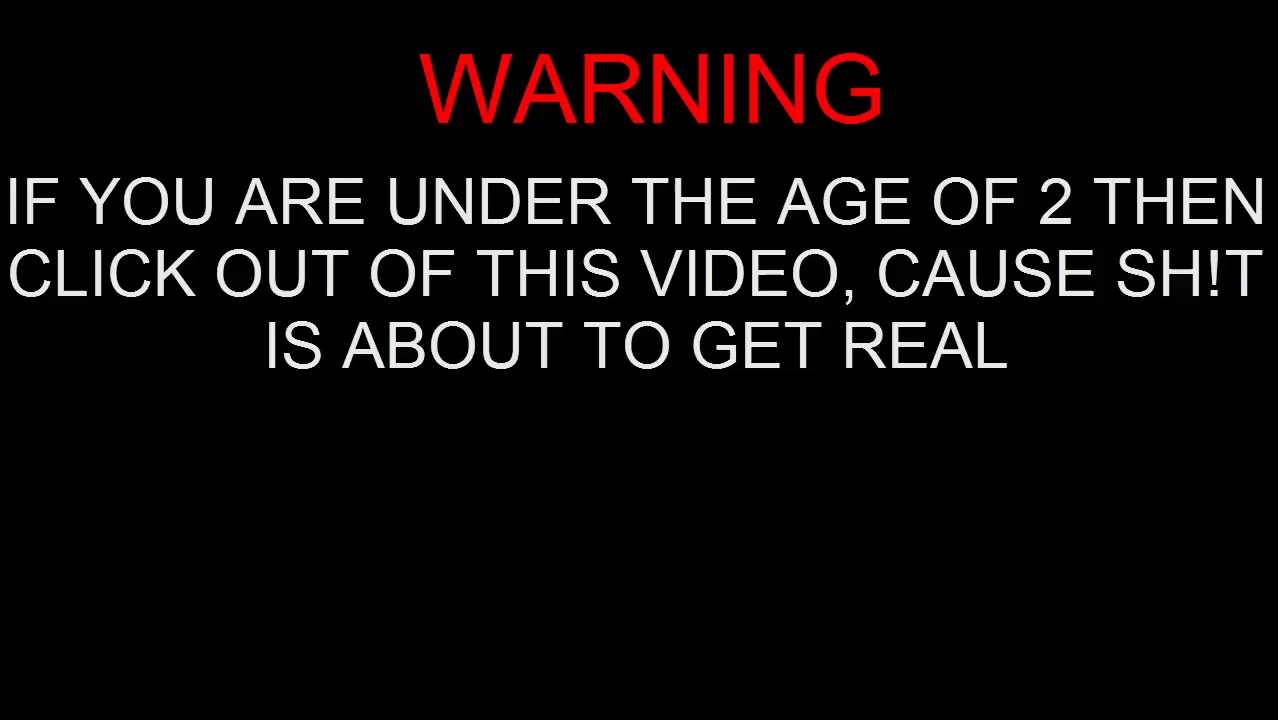 WARNING
IF YOU ARE UNDER THE AGE OF 2 THEN
CLICK OUT OF THIS VIDEO, CAUSE SH!T
IS ABOUT TO GET REAL